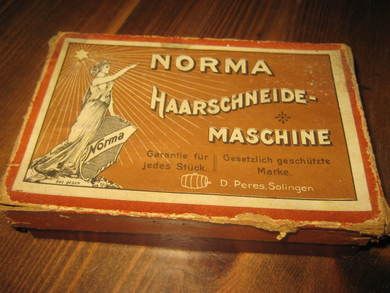 NORMA
HAARSCHNEIDE-
MASCHINE
Norma
Garantie für
jedes Stück.
Gesetzlich geschützte
Marke.
D. Peres, Solingen